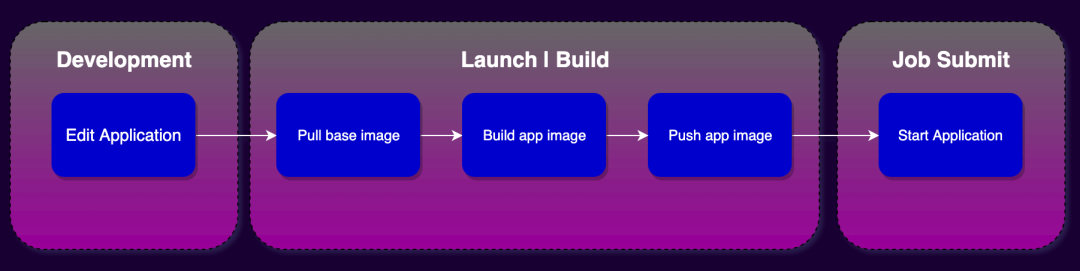 Development
Edit Application
Launch | Build
Pull base image
Build app image
Push app image
Job Submit
Start Application